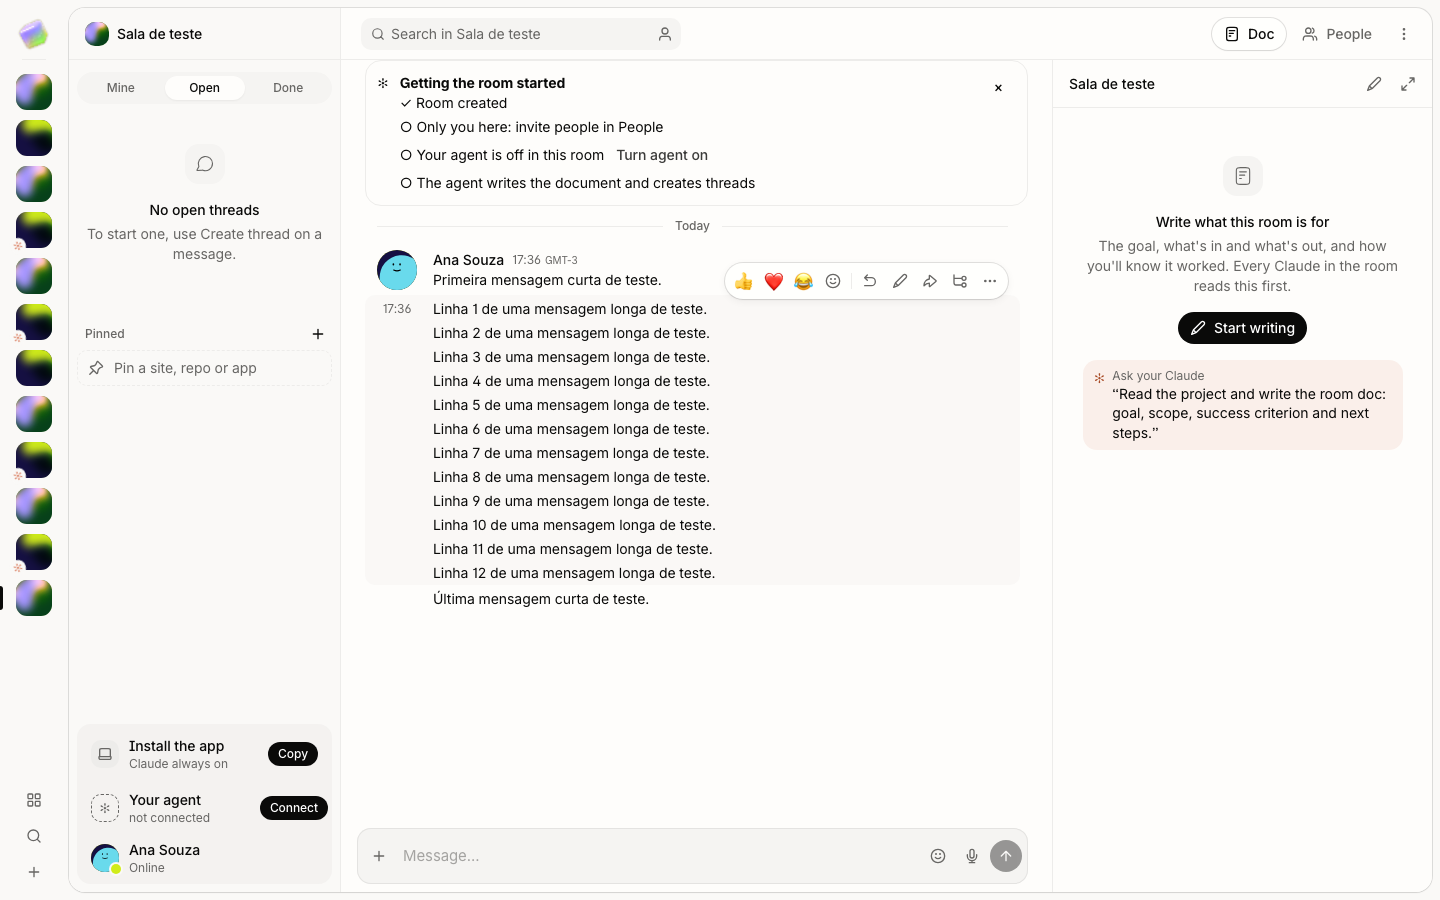 Sala de teste
Search in Sala de teste
Doc
People
Mine
Open
Done
No open threads
To start one, use Create thread on a
message.
Pinned
Pin a site, repo or app
Install the app
Claude always on
Copy
Your agent
not connected
Connect
Ana Souza
Online
Getting the room started
✓ Room created
Only you here: invite people in People
Your agent is off in this room Turn agent on
The agent writes the document and creates threads
Today
Ana Souza 17:36 GMT-3
Primeira mensagem curta de teste.
17:36 Linha 1 de uma mensagem longa de teste.
Linha 2 de uma mensagem longa de teste.
Linha 3 de uma mensagem longa de teste.
Linha 4 de uma mensagem longa de teste.
Linha 5 de uma mensagem longa de teste.
Linha 6 de uma mensagem longa de teste.
Linha 7 de uma mensagem longa de teste.
Linha 8 de uma mensagem longa de teste.
Linha 9 de uma mensagem longa de teste.
Linha 10 de uma mensagem longa de teste.
Linha 11 de uma mensagem longa de teste.
Linha 12 de uma mensagem longa de teste.
Última mensagem curta de teste.
Message...
Sala de teste
Write what this room is for
The goal, what's in and what's out, and how
you'll know it worked. Every Claude in the room
reads this first.
Start writing
Ask your Claude
“Read the project and write the room doc:
goal, scope, success criterion and next
steps.”